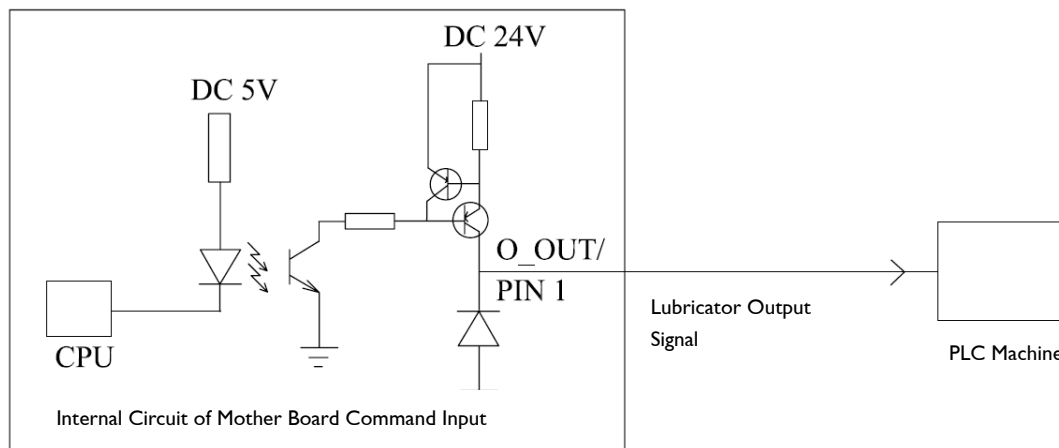 DC 24V
DC 5V
O_OUT/
PIN 1
CPU
Lubricator Output
Signal
PLC Machine
Internal Circuit of Mother Board Command Input